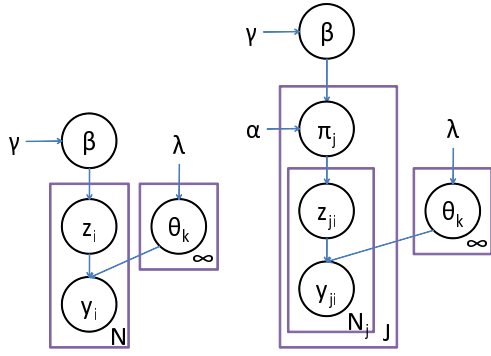 γ β
λ
z_i
θ_k
∞
y_i
N
γ β
α π_j
λ
z_ji
θ_k
∞
y_ji
N_j J